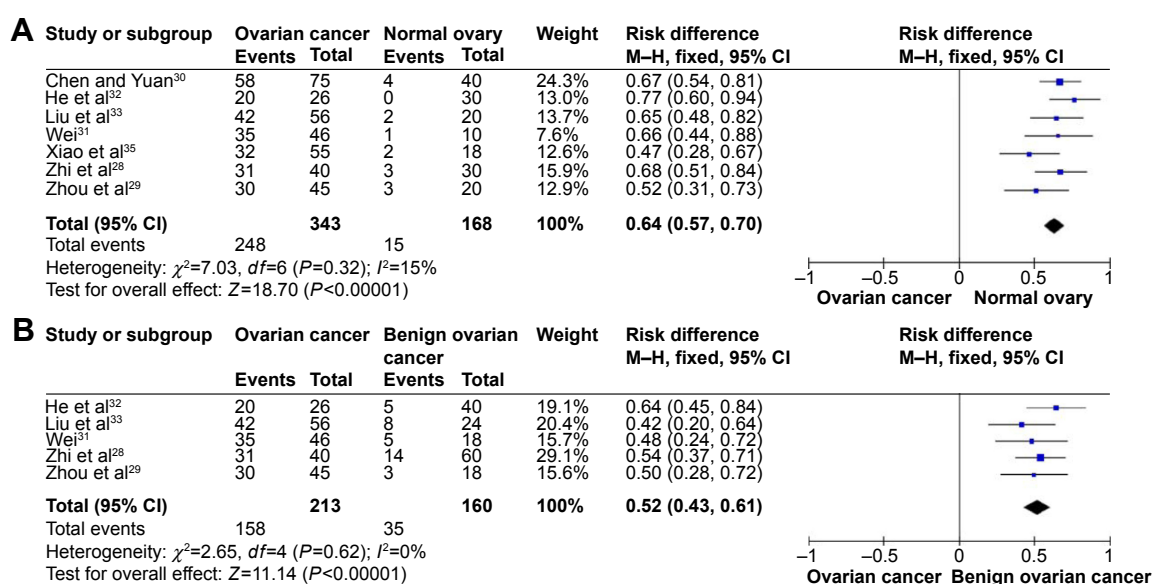 A Study or subgroup Ovarian cancer Normal ovary Weight Risk difference Risk difference
Events Total Events Total M–H, fixed, 95% CI M–H, fixed, 95% CI
Chen and Yuan30 58 75 4 40 24.3% 0.67 (0.54, 0.81)
He et al32 20 26 0 30 13.0% 0.77 (0.60, 0.94)
Liu et al33 42 56 2 20 13.7% 0.65 (0.48, 0.82)
Wei31 35 46 1 10 7.6% 0.66 (0.44, 0.88)
Xiao et al35 32 55 2 18 12.6% 0.47 (0.28, 0.67)
Zhi et al28 31 40 3 30 15.9% 0.68 (0.51, 0.84)
Zhou et al29 30 45 3 20 12.9% 0.52 (0.31, 0.73)
Total (95% CI) 343 168 100% 0.64 (0.57, 0.70)
Total events 248 15
Heterogeneity: χ²=7.03, df=6 (P=0.32); I²=15%
Test for overall effect: Z=18.70 (P<0.00001)
–1 –0.5 0 0.5 1
Ovarian cancer Normal ovary
B Study or subgroup Ovarian cancer Benign ovarian Weight Risk difference Risk difference
cancer M–H, fixed, 95% CI M–H, fixed, 95% CI
Events Total Events Total
He et al32 20 26 5 40 19.1% 0.64 (0.45, 0.84)
Liu et al33 42 56 8 24 20.4% 0.42 (0.20, 0.64)
Wei31 35 46 5 18 15.7% 0.48 (0.24, 0.72)
Zhi et al28 31 40 14 60 29.1% 0.54 (0.37, 0.71)
Zhou et al29 30 45 3 18 15.6% 0.50 (0.28, 0.72)
Total (95% CI) 213 160 100% 0.52 (0.43, 0.61)
Total events 158 35
Heterogeneity: χ²=2.65, df=4 (P=0.62); I²=0%
Test for overall effect: Z=11.14 (P<0.00001)
–1 –0.5 0 0.5 1
Ovarian cancer Benign ovarian cancer